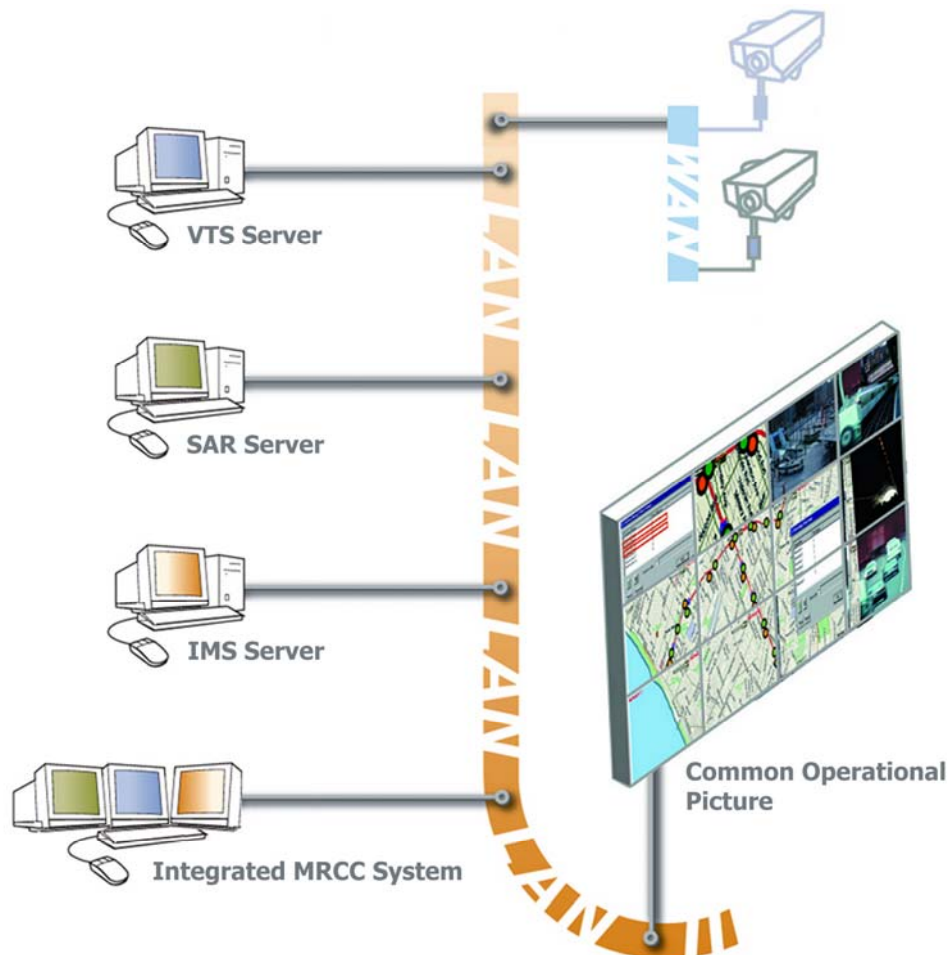 WAN
VTS Server
LAN
SAR Server
LAN
IMS Server
LAN
Common Operational
Picture
Integrated MRCC System
LAN